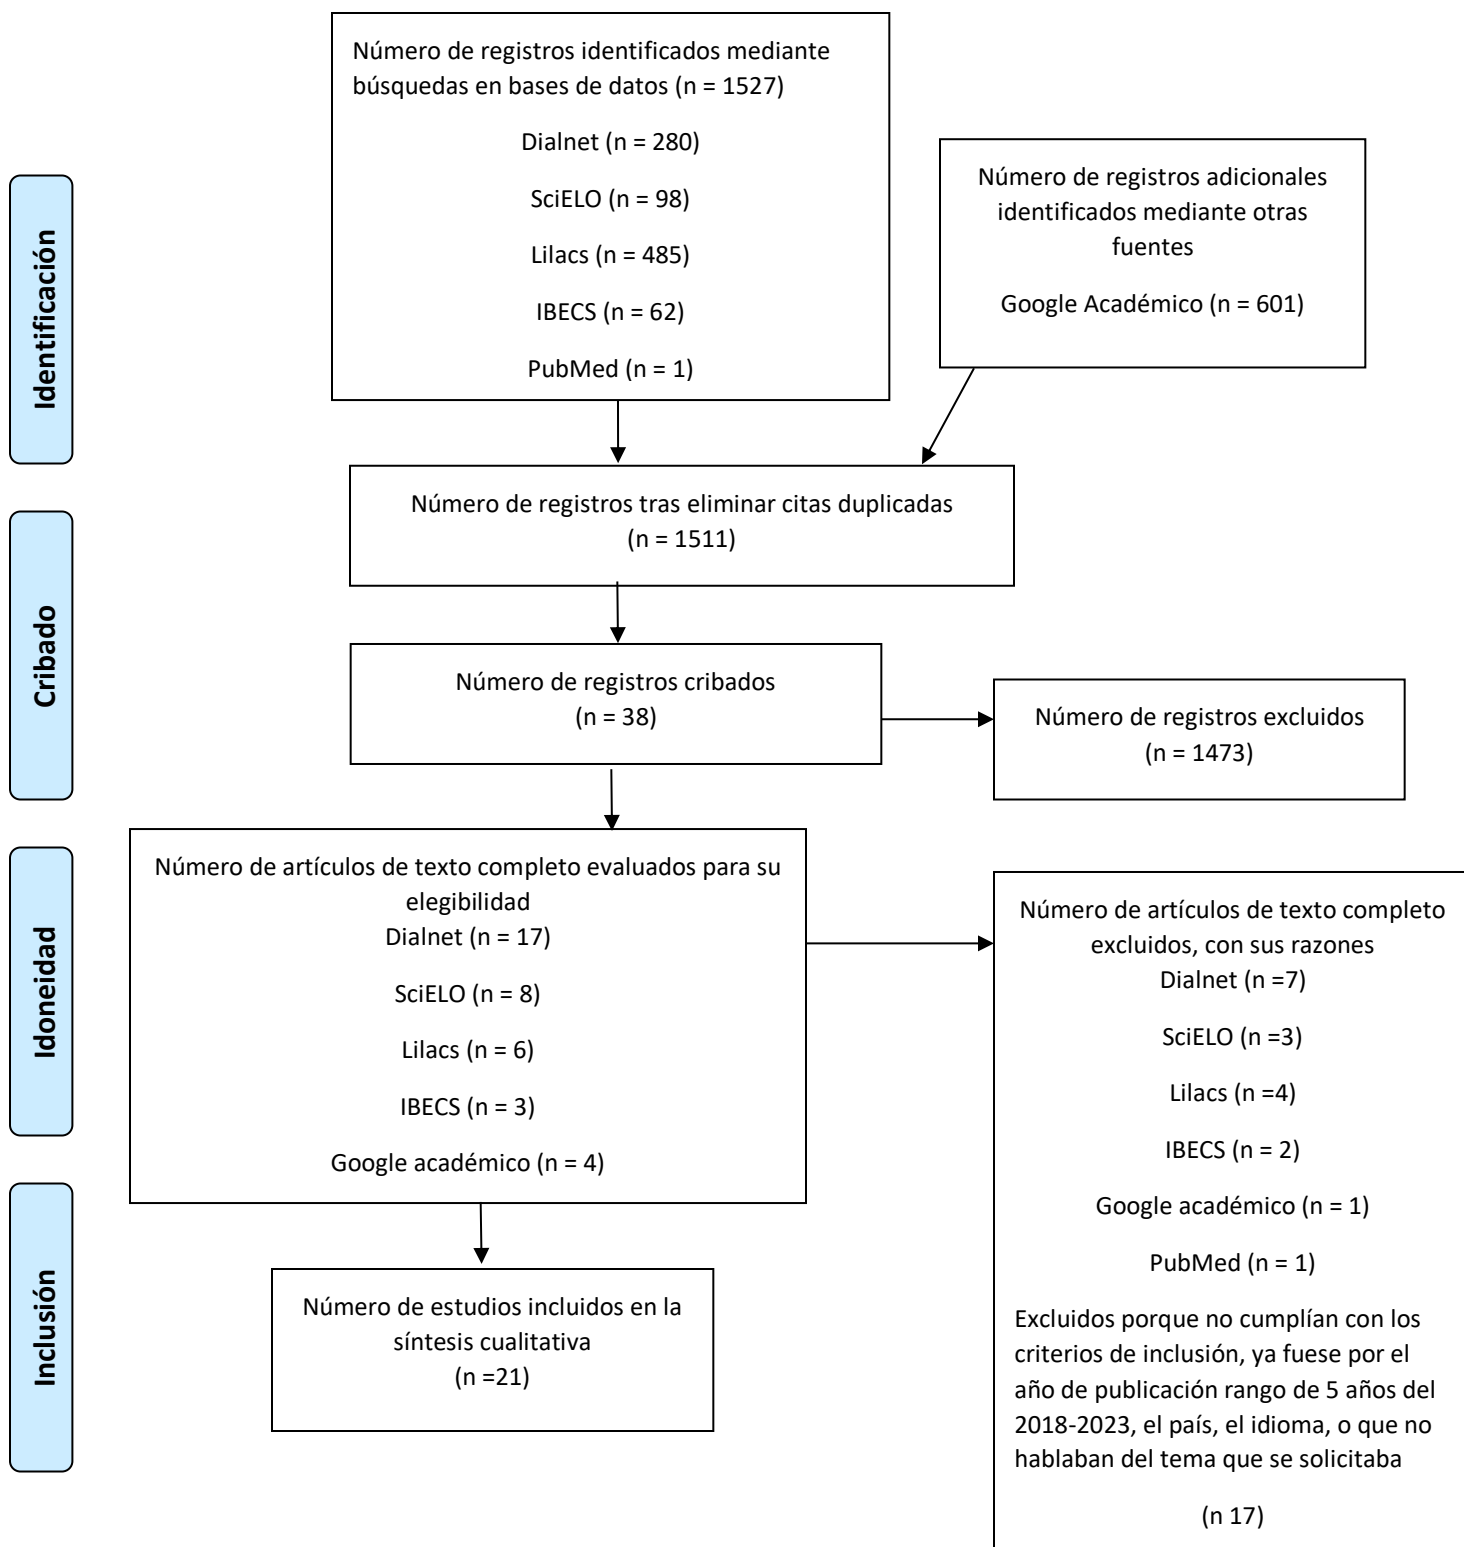 Número de registros identificados mediante
búsquedas en bases de datos (n = 1527)
Dialnet (n = 280)
SciELO (n = 98)
Lilacs (n = 485)
IBECS (n = 62)
PubMed (n = 1)
Número de registros adicionales
identificados mediante otras
fuentes
Google Académico (n = 601)
Identificación
Número de registros tras eliminar citas duplicadas
(n = 1511)
Cribado
Número de registros cribados
(n = 38)
Número de registros excluidos
(n = 1473)
Idoneidad
Número de artículos de texto completo evaluados para su
elegibilidad
Dialnet (n = 17)
SciELO (n = 8)
Lilacs (n = 6)
IBECS (n = 3)
Google académico (n = 4)
Número de artículos de texto completo
excluidos, con sus razones
Dialnet (n =7)
SciELO (n =3)
Lilacs (n =4)
IBECS (n = 2)
Google académico (n = 1)
PubMed (n = 1)
Excluidos porque no cumplían con los
criterios de inclusión, ya fuese por el
año de publicación rango de 5 años del
2018-2023, el país, el idioma, o que no
hablaban del tema que se solicitaba
(n 17)
Inclusión
Número de estudios incluidos en la
síntesis cualitativa
(n =21)